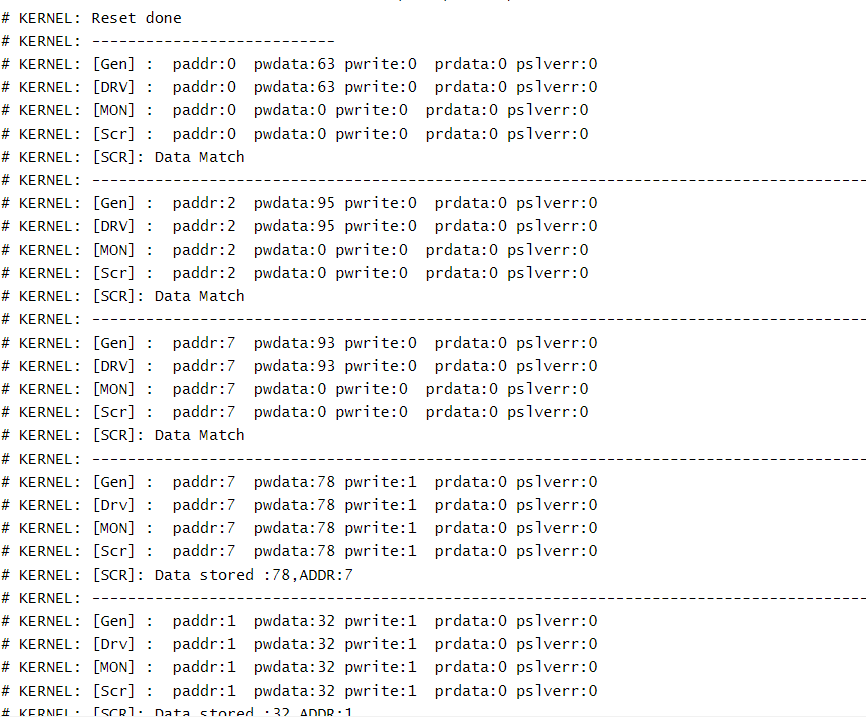 # KERNEL: Reset done
# KERNEL: ---------------------------
# KERNEL: [Gen] :  paddr:0  pwdata:63 pwrite:0  prdata:0 pslverr:0
# KERNEL: [DRV] :  paddr:0  pwdata:63 pwrite:0  prdata:0 pslverr:0
# KERNEL: [MON] :  paddr:0  pwdata:0 pwrite:0  prdata:0 pslverr:0
# KERNEL: [Scr] :  paddr:0  pwdata:0 pwrite:0  prdata:0 pslverr:0
# KERNEL: [SCR]: Data Match
# KERNEL: --------------------------------------------------------------------------------------
# KERNEL: [Gen] :  paddr:2  pwdata:95 pwrite:0  prdata:0 pslverr:0
# KERNEL: [DRV] :  paddr:2  pwdata:95 pwrite:0  prdata:0 pslverr:0
# KERNEL: [MON] :  paddr:2  pwdata:0 pwrite:0  prdata:0 pslverr:0
# KERNEL: [Scr] :  paddr:2  pwdata:0 pwrite:0  prdata:0 pslverr:0
# KERNEL: [SCR]: Data Match
# KERNEL: --------------------------------------------------------------------------------------
# KERNEL: [Gen] :  paddr:7  pwdata:93 pwrite:0  prdata:0 pslverr:0
# KERNEL: [DRV] :  paddr:7  pwdata:93 pwrite:0  prdata:0 pslverr:0
# KERNEL: [MON] :  paddr:7  pwdata:0 pwrite:0  prdata:0 pslverr:0
# KERNEL: [Scr] :  paddr:7  pwdata:0 pwrite:0  prdata:0 pslverr:0
# KERNEL: [SCR]: Data Match
# KERNEL: --------------------------------------------------------------------------------------
# KERNEL: [Gen] :  paddr:7  pwdata:78 pwrite:1  prdata:0 pslverr:0
# KERNEL: [Drv] :  paddr:7  pwdata:78 pwrite:1  prdata:0 pslverr:0
# KERNEL: [MON] :  paddr:7  pwdata:78 pwrite:1  prdata:0 pslverr:0
# KERNEL: [Scr] :  paddr:7  pwdata:78 pwrite:1  prdata:0 pslverr:0
# KERNEL: [SCR]: Data stored :78,ADDR:7
# KERNEL: --------------------------------------------------------------------------------------
# KERNEL: [Gen] :  paddr:1  pwdata:32 pwrite:1  prdata:0 pslverr:0
# KERNEL: [Drv] :  paddr:1  pwdata:32 pwrite:1  prdata:0 pslverr:0
# KERNEL: [MON] :  paddr:1  pwdata:32 pwrite:1  prdata:0 pslverr:0
# KERNEL: [Scr] :  paddr:1  pwdata:32 pwrite:1  prdata:0 pslverr:0
# KERNEL: [SCR]: Data stored :32,ADDR:1